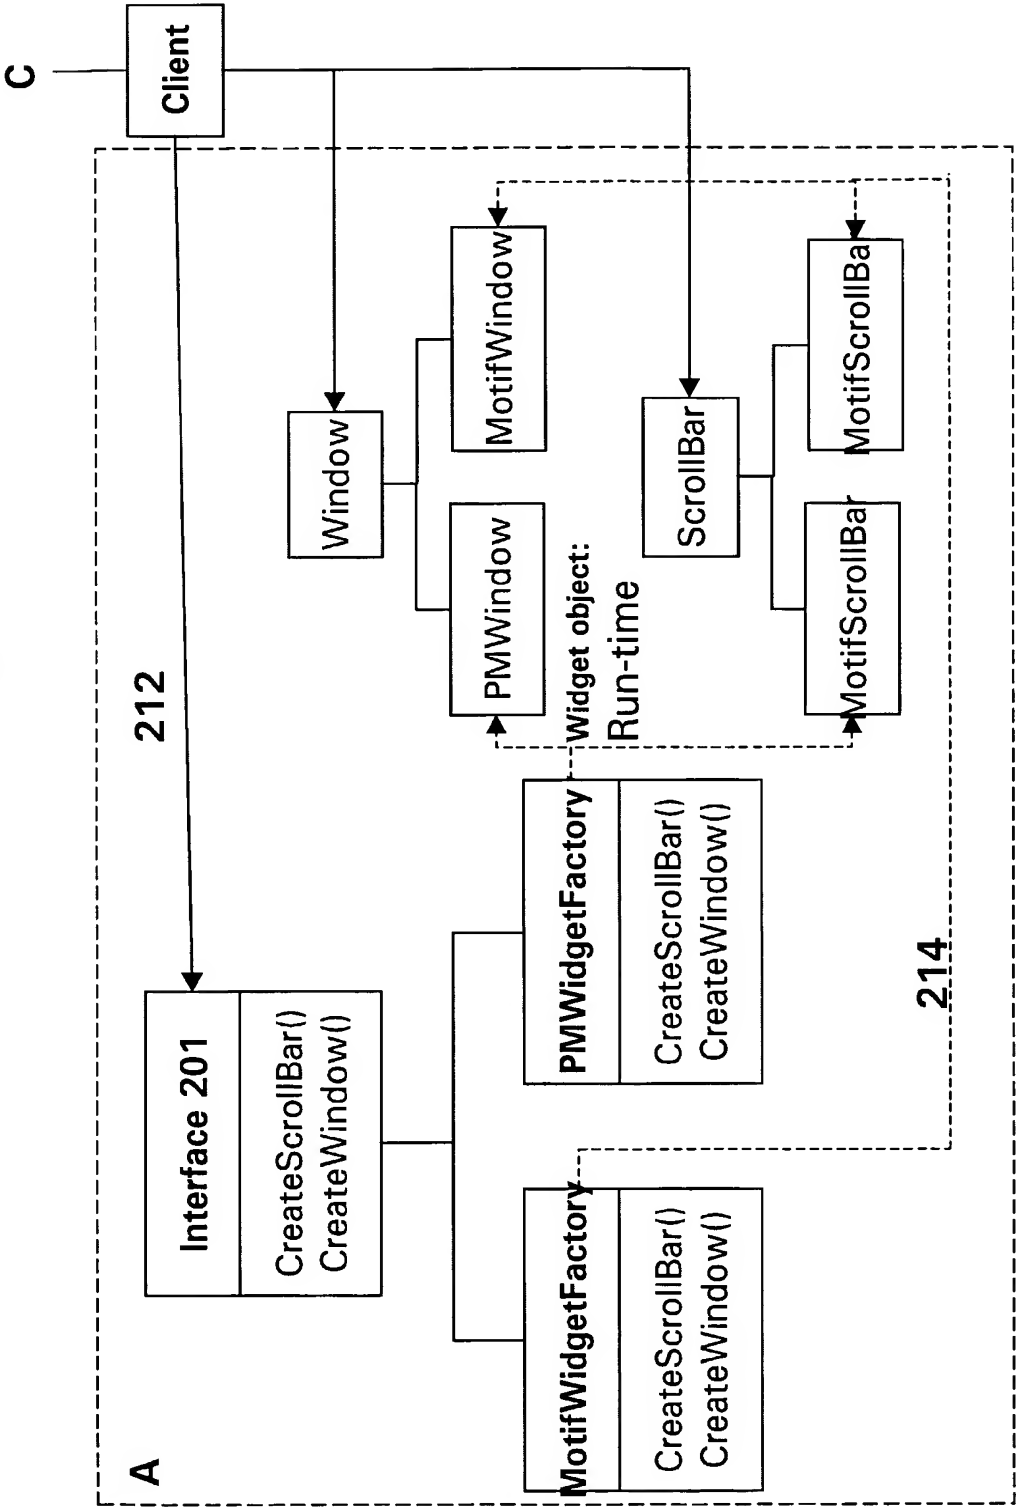 C
Client
A
212
Interface 201
CreateScrollBar()
CreateWindow()
Window
PMWindow
MotifWindow
Widget object:
Run-time
MotifWidgetFactory
CreateScrollBar()
CreateWindow()
PMWidgetFactory
CreateScrollBar()
CreateWindow()
ScrollBar
MotifScrollBar
MotifScrollBa
214